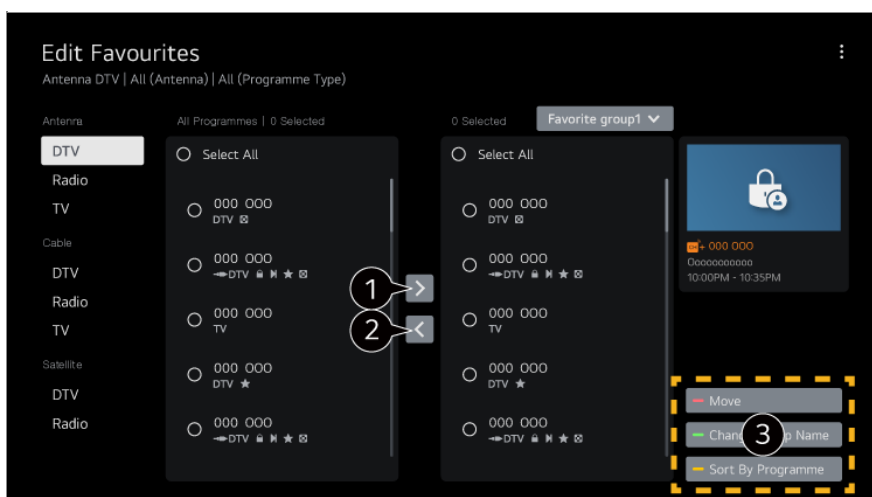 Edit Favourites
Antenna DTV | All (Antenna) | All (Programme Type)
Antenna
All Programmes | 0 Selected
0 Selected
Favorite group1
DTV
Radio
TV
Cable
DTV
Radio
TV
Satellite
DTV
Radio
Select All
000 000
DTV
000 000
DTV
000 000
TV
000 000
DTV
000 000
DTV
1
2
Select All
000 000
DTV
000 000
DTV
000 000
TV
000 000
DTV
000 000
DTV
CH+ 000 000
Ooooooooooo
10:00PM - 10:35PM
Move
3
Name
Sort By Programme